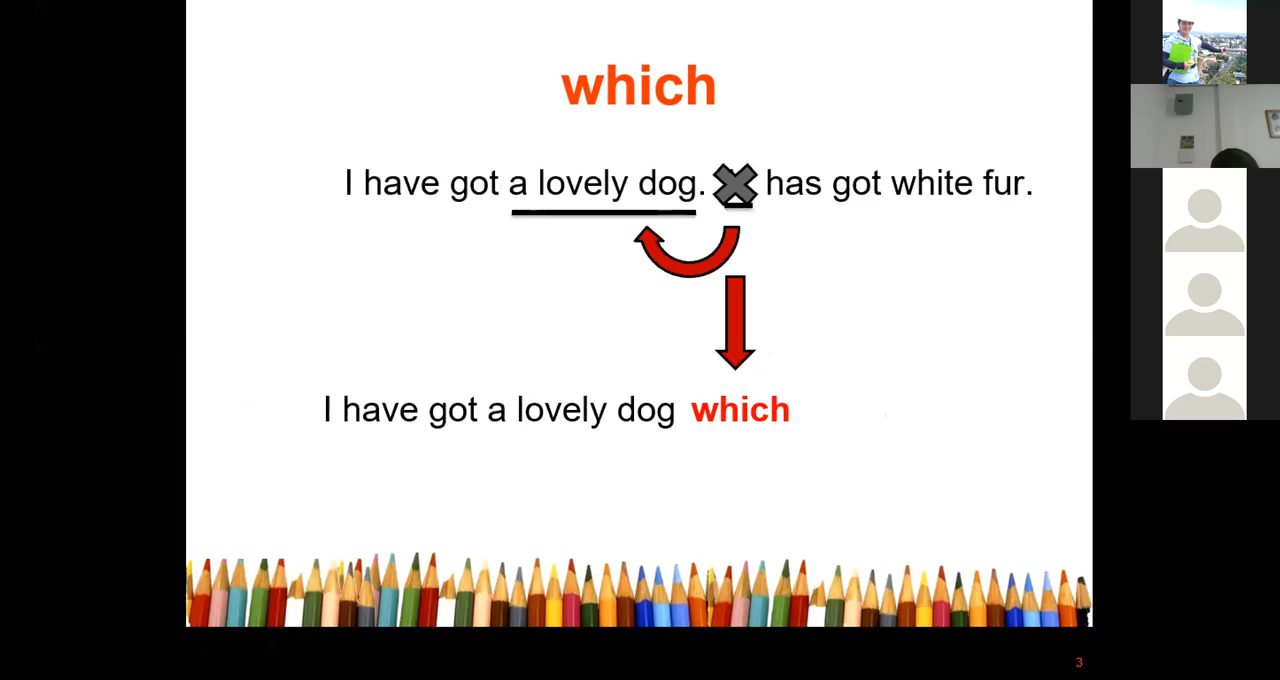 which
I have got a lovely dog. has got white fur.
I have got a lovely dog which
3